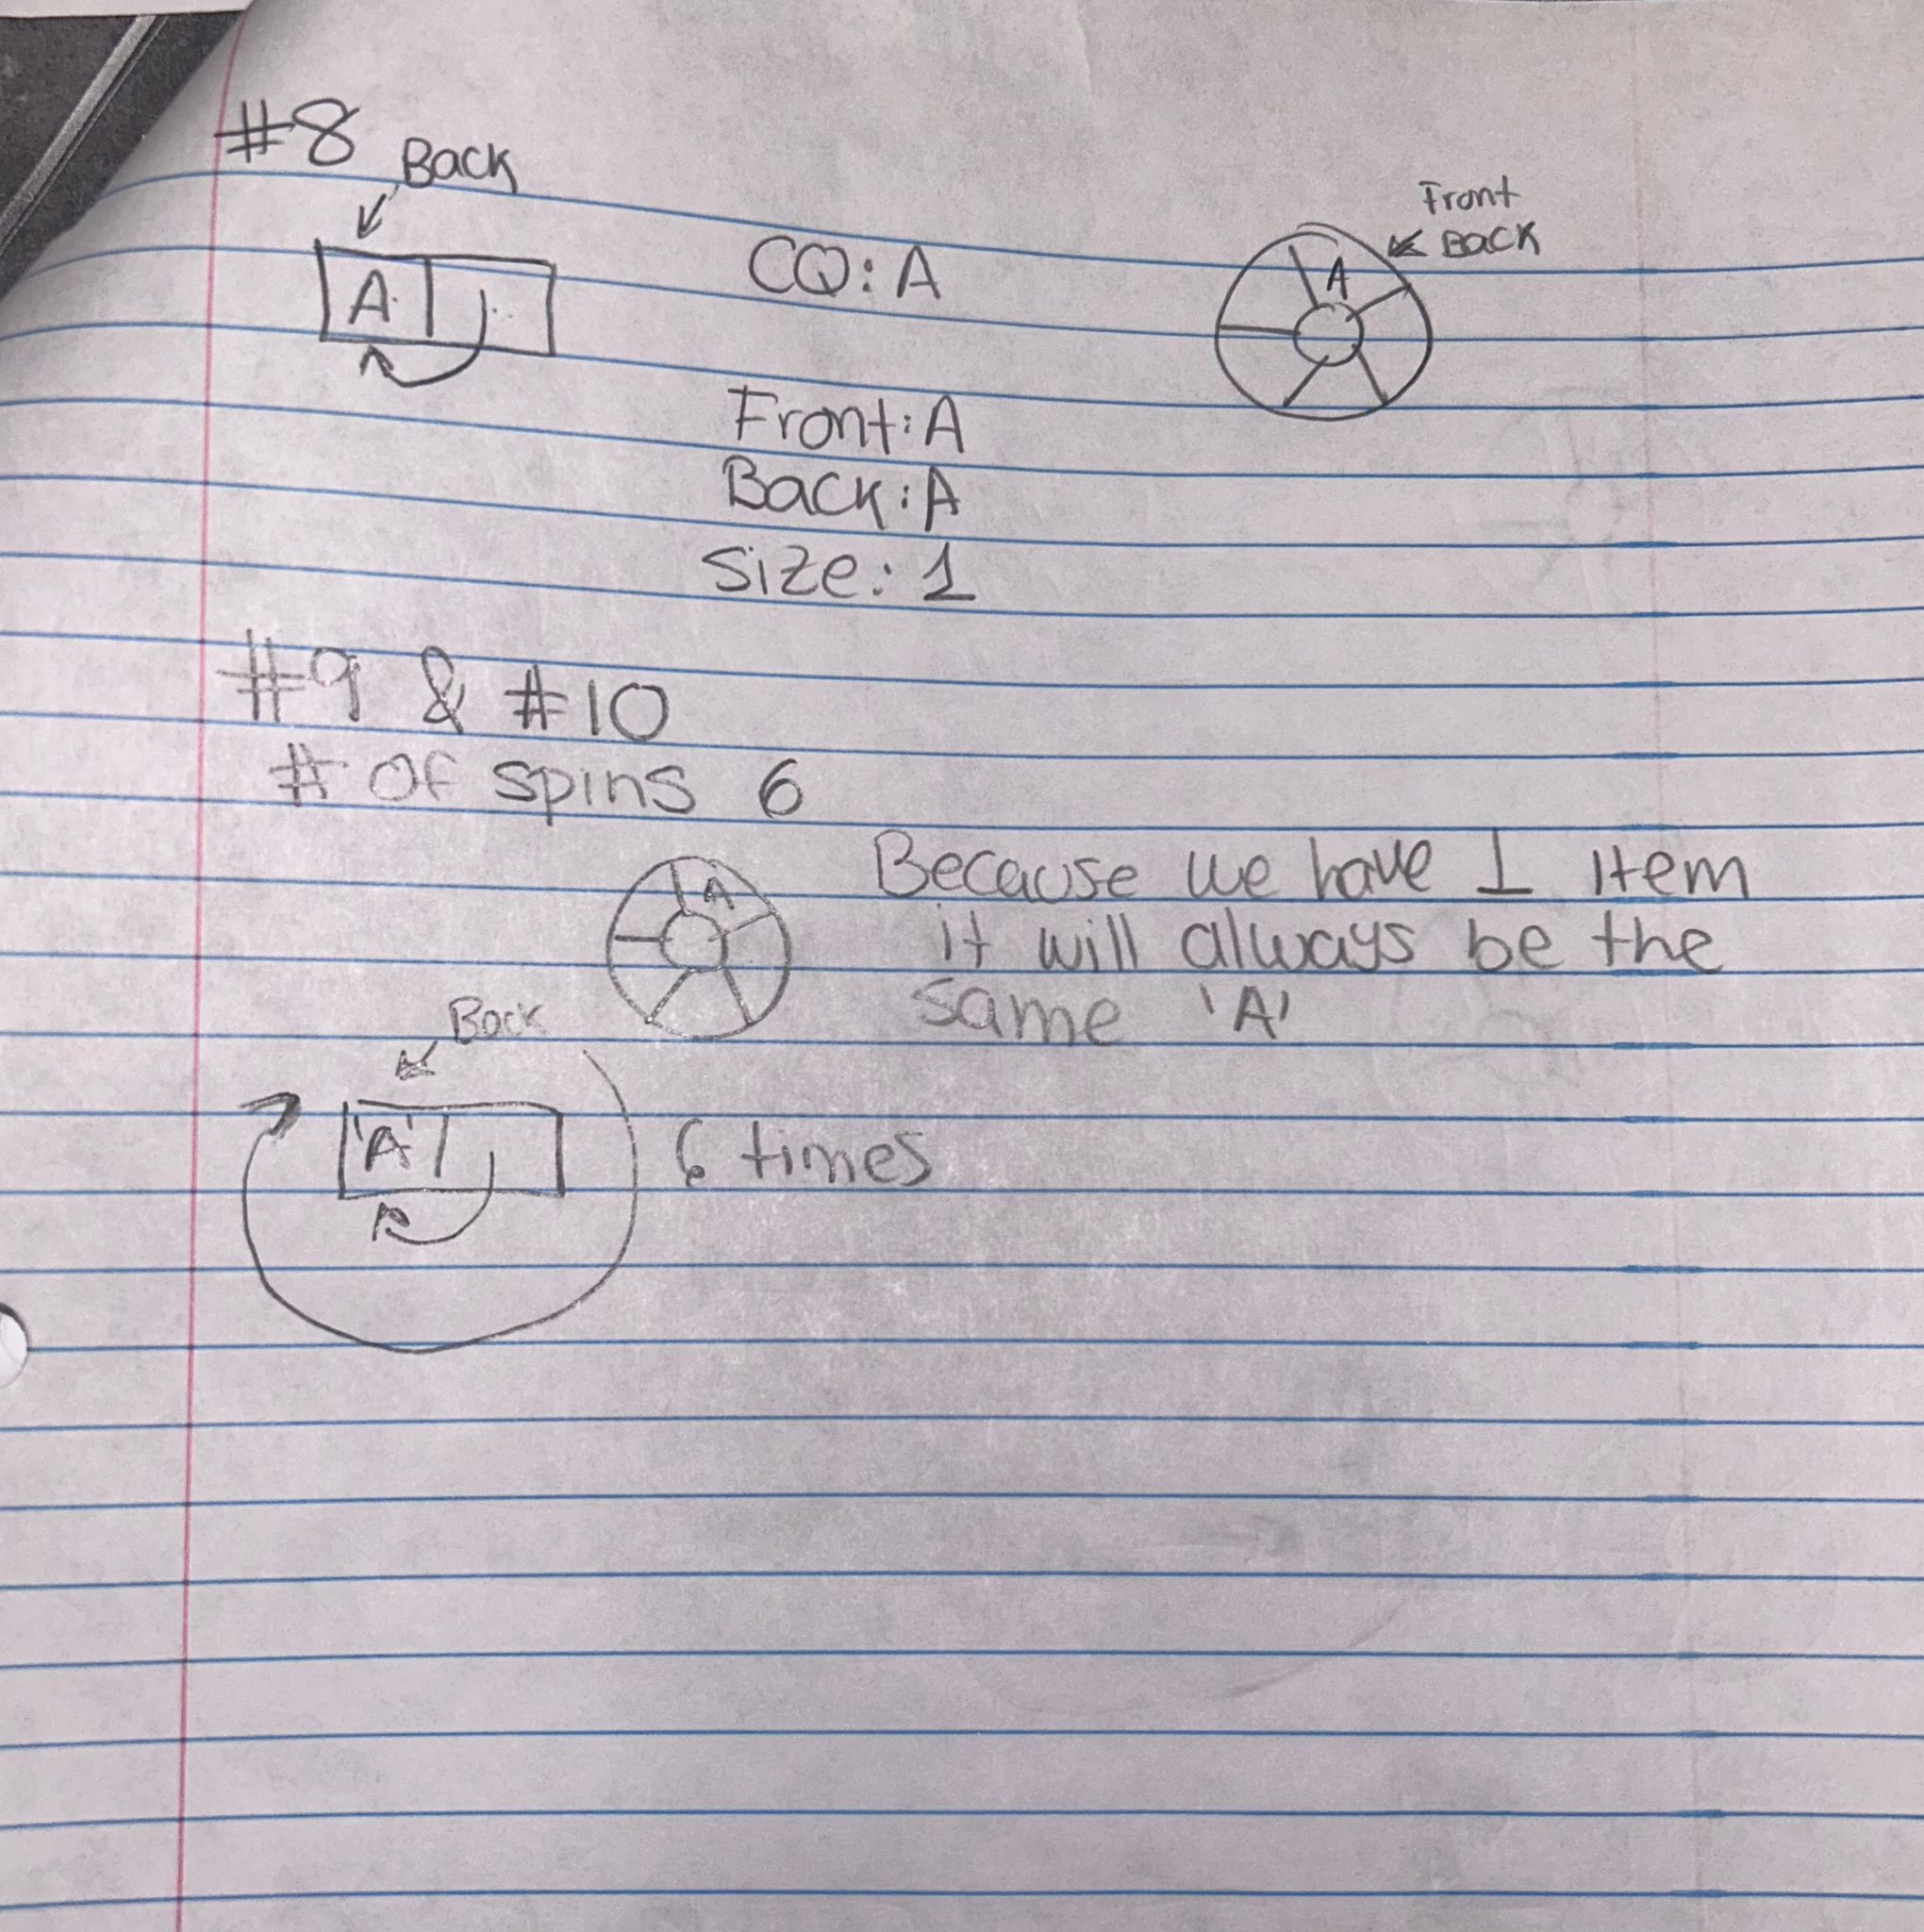 #8
Back
A
CQ: A
Front
BACK
A
Front: A
Back: A
Size: 1
#9 & #10
# of spins 6
A
Because we have 1 item
it will always be the
same 'A'
Back
'A'
6 times